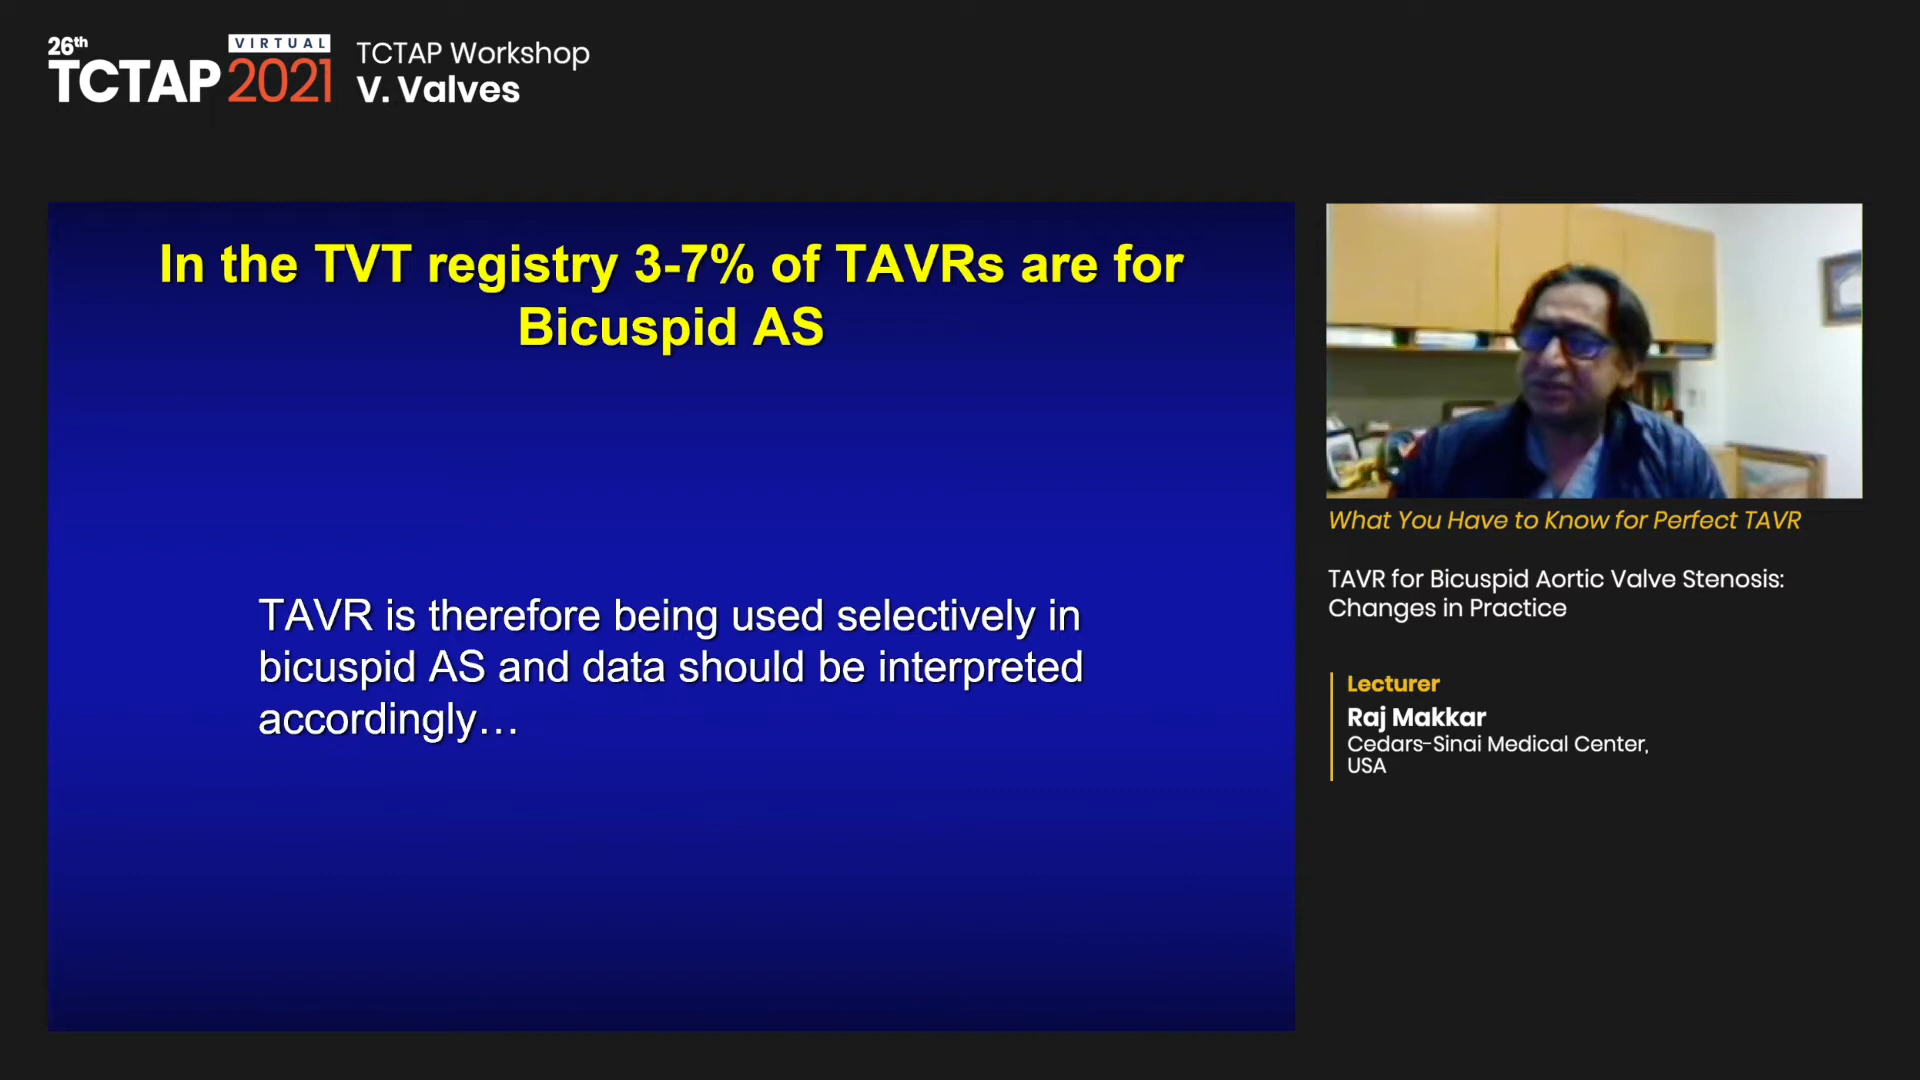 26th
VIRTUAL
TCTAP 2021
TCTAP Workshop
V. Valves
In the TVT registry 3-7% of TAVRs are for
Bicuspid AS
TAVR is therefore being used selectively in
bicuspid AS and data should be interpreted
accordingly…
What You Have to Know for Perfect TAVR
TAVR for Bicuspid Aortic Valve Stenosis:
Changes in Practice
Lecturer
Raj Makkar
Cedars-Sinai Medical Center,
USA